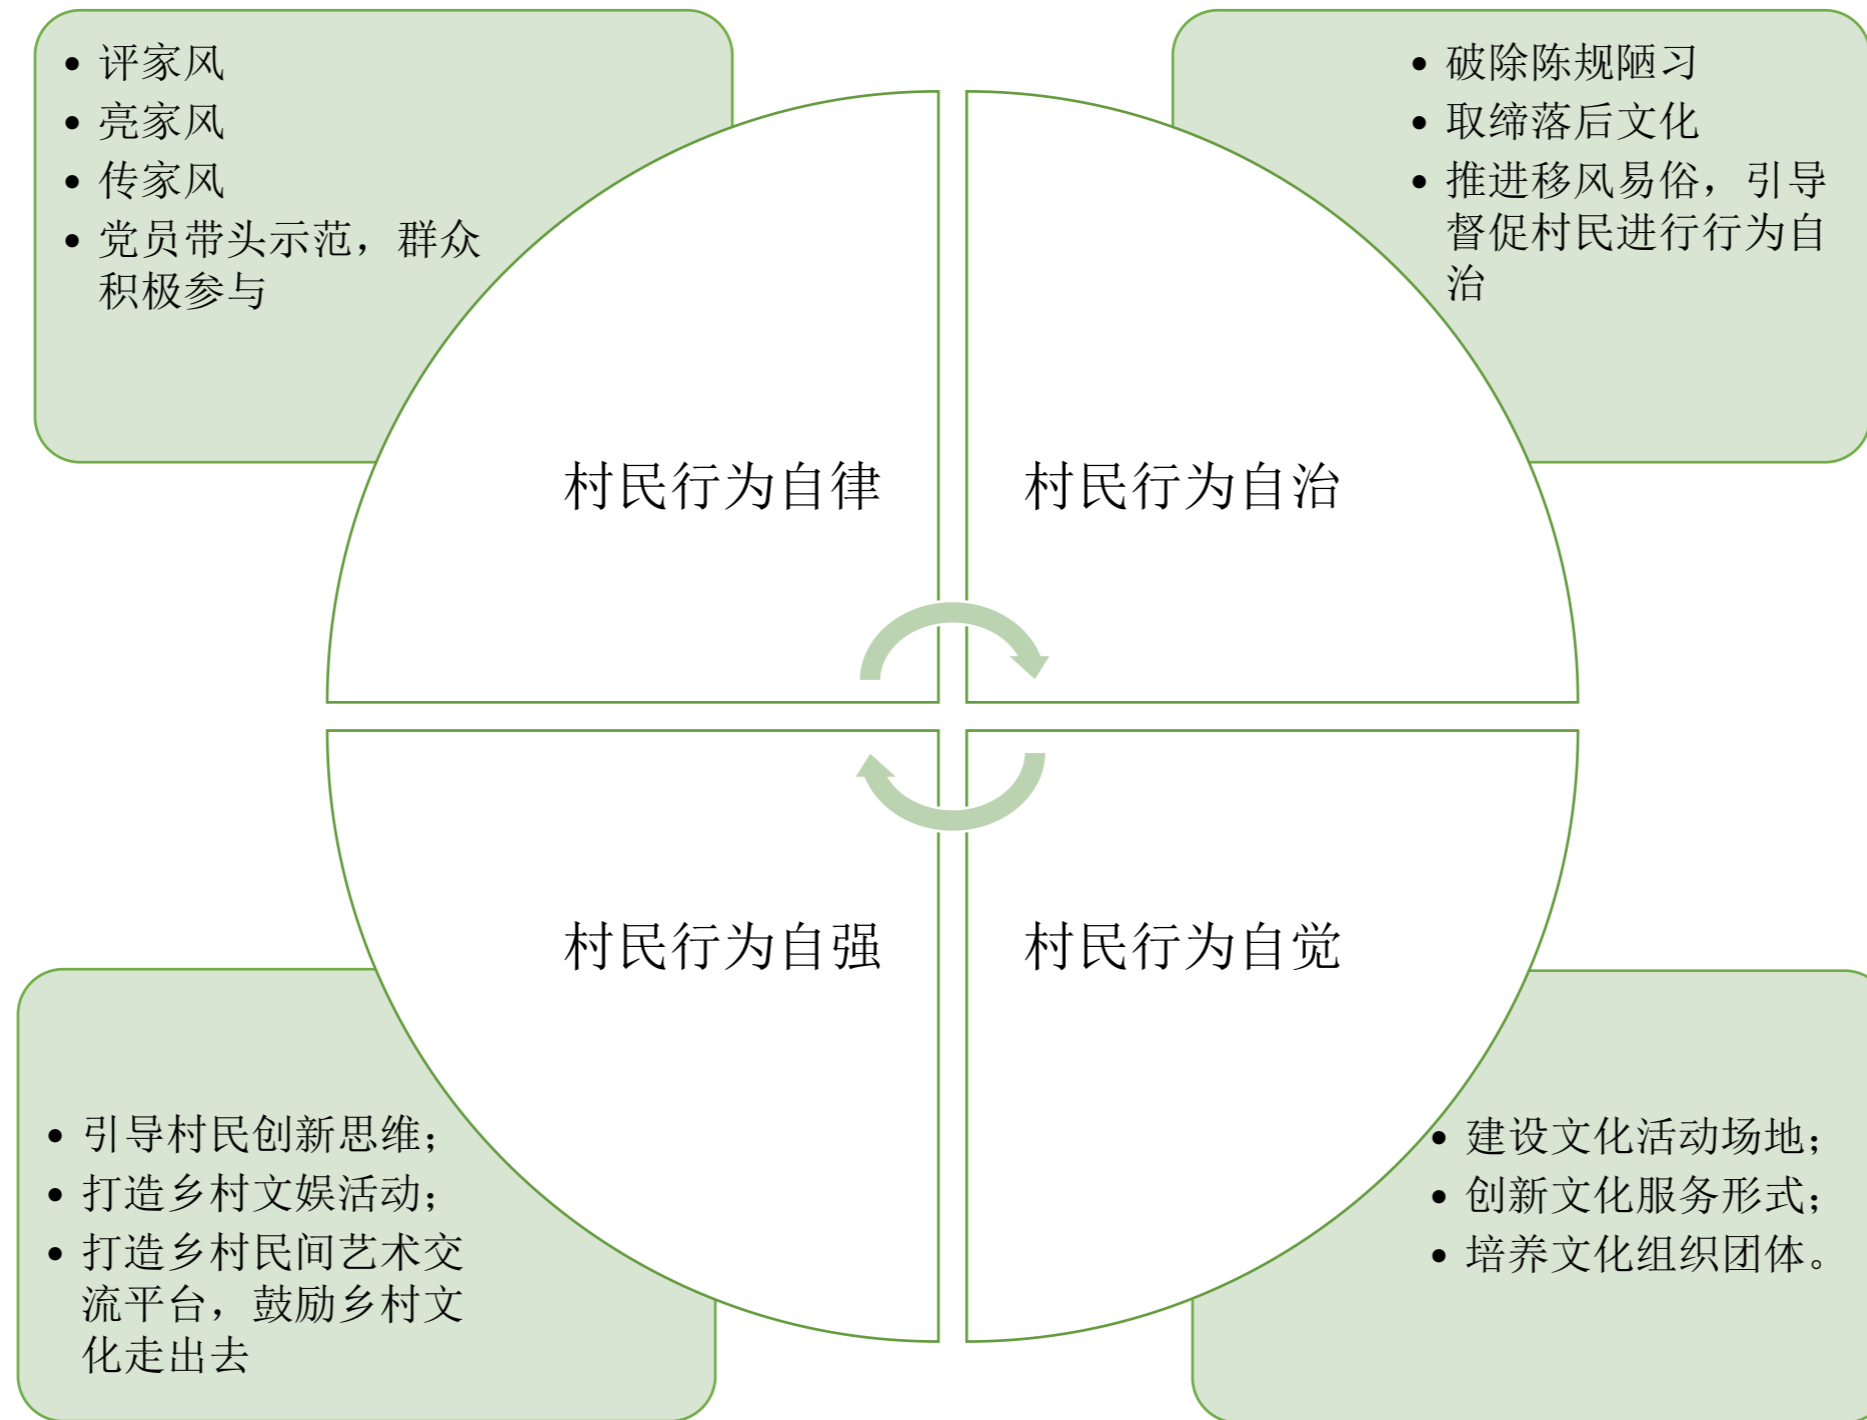 • 评家风
• 亮家风
• 传家风
• 党员带头示范，群众
积极参与
• 破除陈规陋习
• 取缔落后文化
• 推进移风易俗，引导
督促村民进行行为自
治
村民行为自律
村民行为自治
村民行为自强
村民行为自觉
• 引导村民创新思维；
• 打造乡村文娱活动；
• 打造乡村民间艺术交
流平台，鼓励乡村文
化走出去
• 建设文化活动场地；
• 创新文化服务形式；
• 培养文化组织团体。